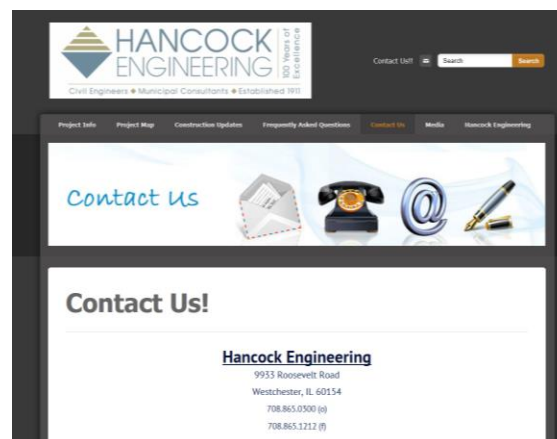 HANCOCK
ENGINEERING
100 Years of
Excellence
Civil Engineers ◆ Municipal Consultants ◆ Established 1911
Contact Us!! Search Search
Project Info Project Map Construction Updates Frequently Asked Questions Contact Us Media Hancock Engineering
Contact Us
@
Contact Us!
Hancock Engineering
9933 Roosevelt Road
Westchester, IL 60154
708.865.0300 (o)
708.865.1212 (f)